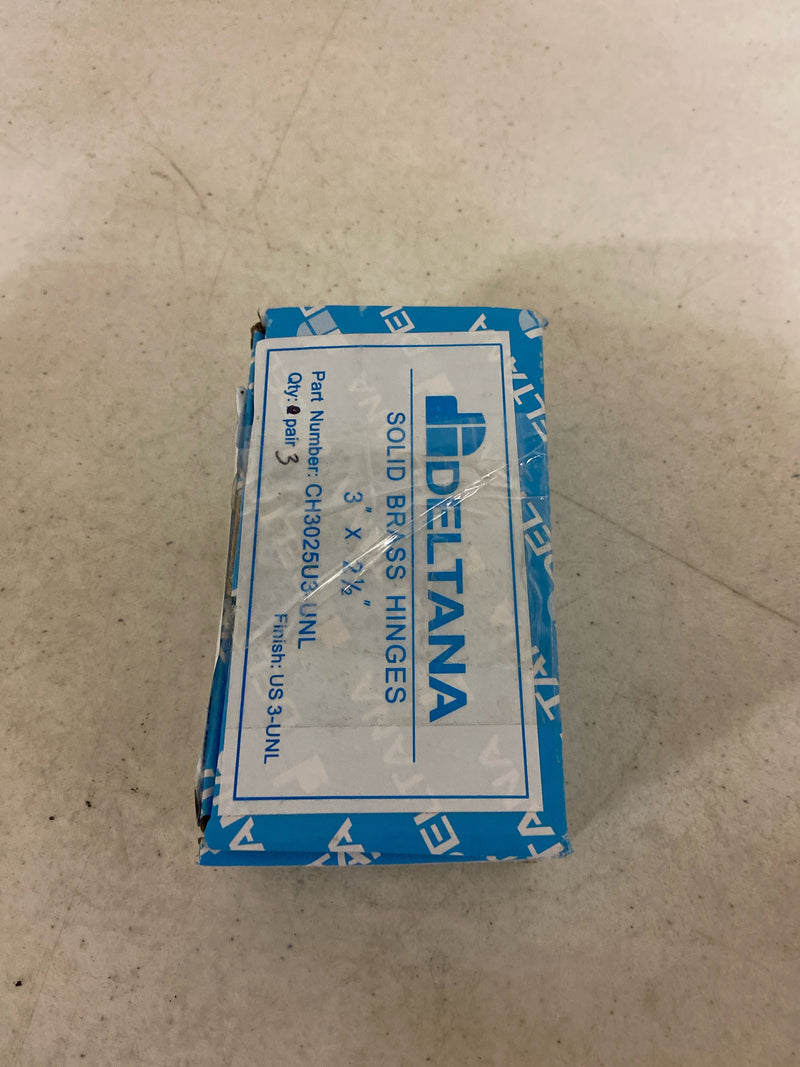 DELTANA
SOLID BRASS HINGES
3" X 2½"
Part Number: CH3025U3-UNL
Qty: pair 3
Finish: US 3-UNL